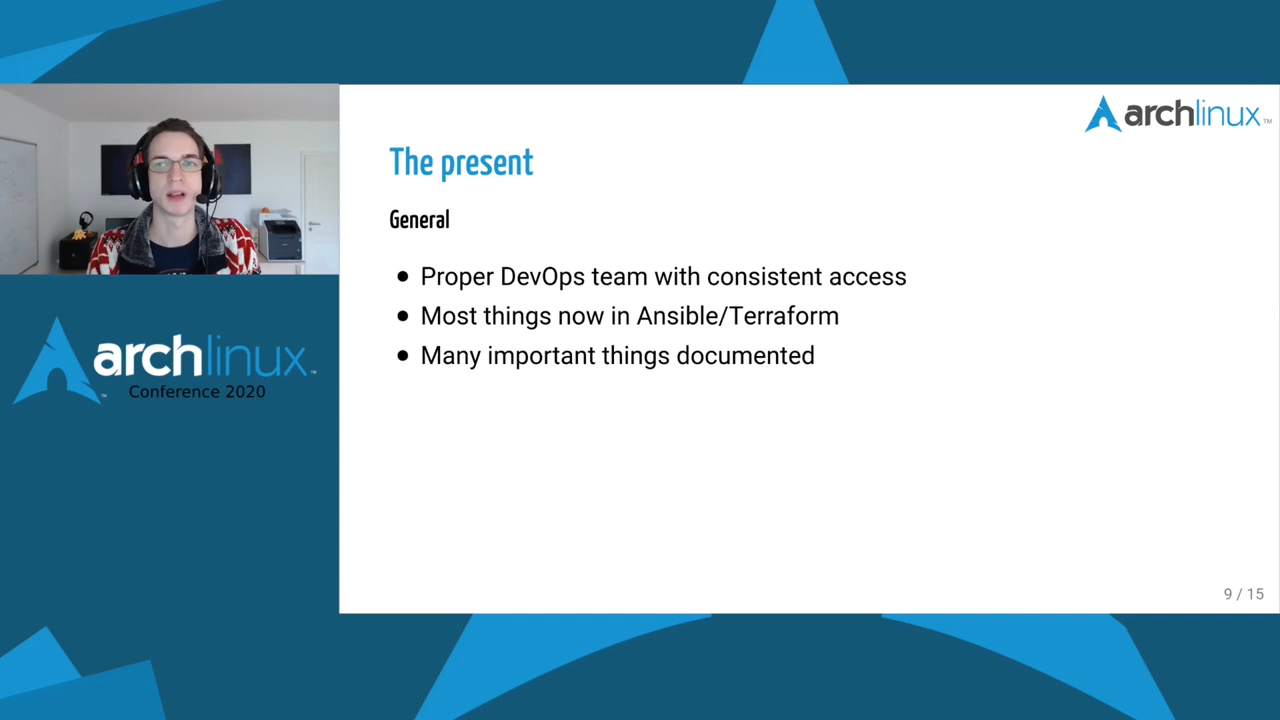 archlinux™
The present
General
● Proper DevOps team with consistent access
● Most things now in Ansible/Terraform
● Many important things documented
archlinux™
Conference 2020
9 / 15